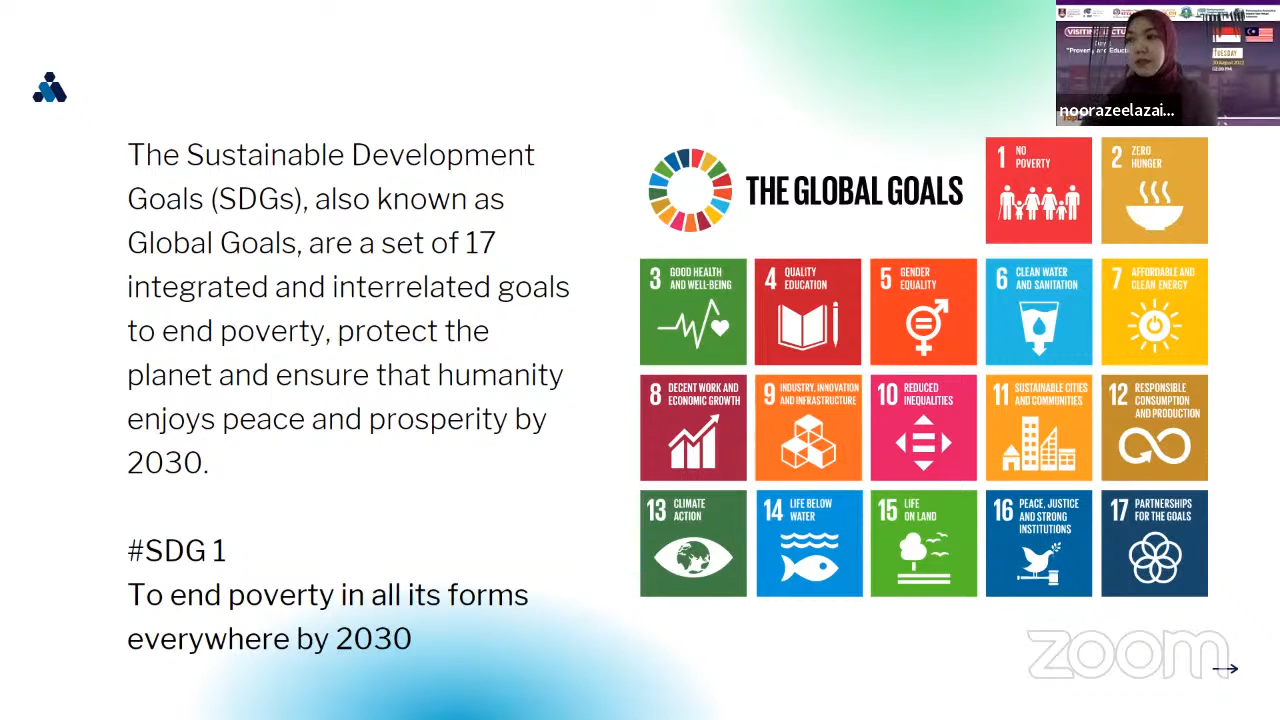 The Sustainable Development
Goals (SDGs), also known as
Global Goals, are a set of 17
integrated and interrelated goals
to end poverty, protect the
planet and ensure that humanity
enjoys peace and prosperity by
2030.
#SDG 1
To end poverty in all its forms
everywhere by 2030
THE GLOBAL GOALS
1 NO
POVERTY
2 ZERO
HUNGER
3 GOOD HEALTH
AND WELL-BEING
4 QUALITY
EDUCATION
5 GENDER
EQUALITY
6 CLEAN WATER
AND SANITATION
7 AFFORDABLE AND
CLEAN ENERGY
8 DECENT WORK AND
ECONOMIC GROWTH
9 INDUSTRY, INNOVATION
AND INFRASTRUCTURE
10 REDUCED
INEQUALITIES
11 SUSTAINABLE CITIES
AND COMMUNITIES
12 RESPONSIBLE
CONSUMPTION
AND PRODUCTION
13 CLIMATE
ACTION
14 LIFE BELOW
WATER
15 LIFE
ON LAND
16 PEACE, JUSTICE
AND STRONG
INSTITUTIONS
17 PARTNERSHIPS
FOR THE GOALS
VISITING
TUESDAY
noorazeelazai...
zoom